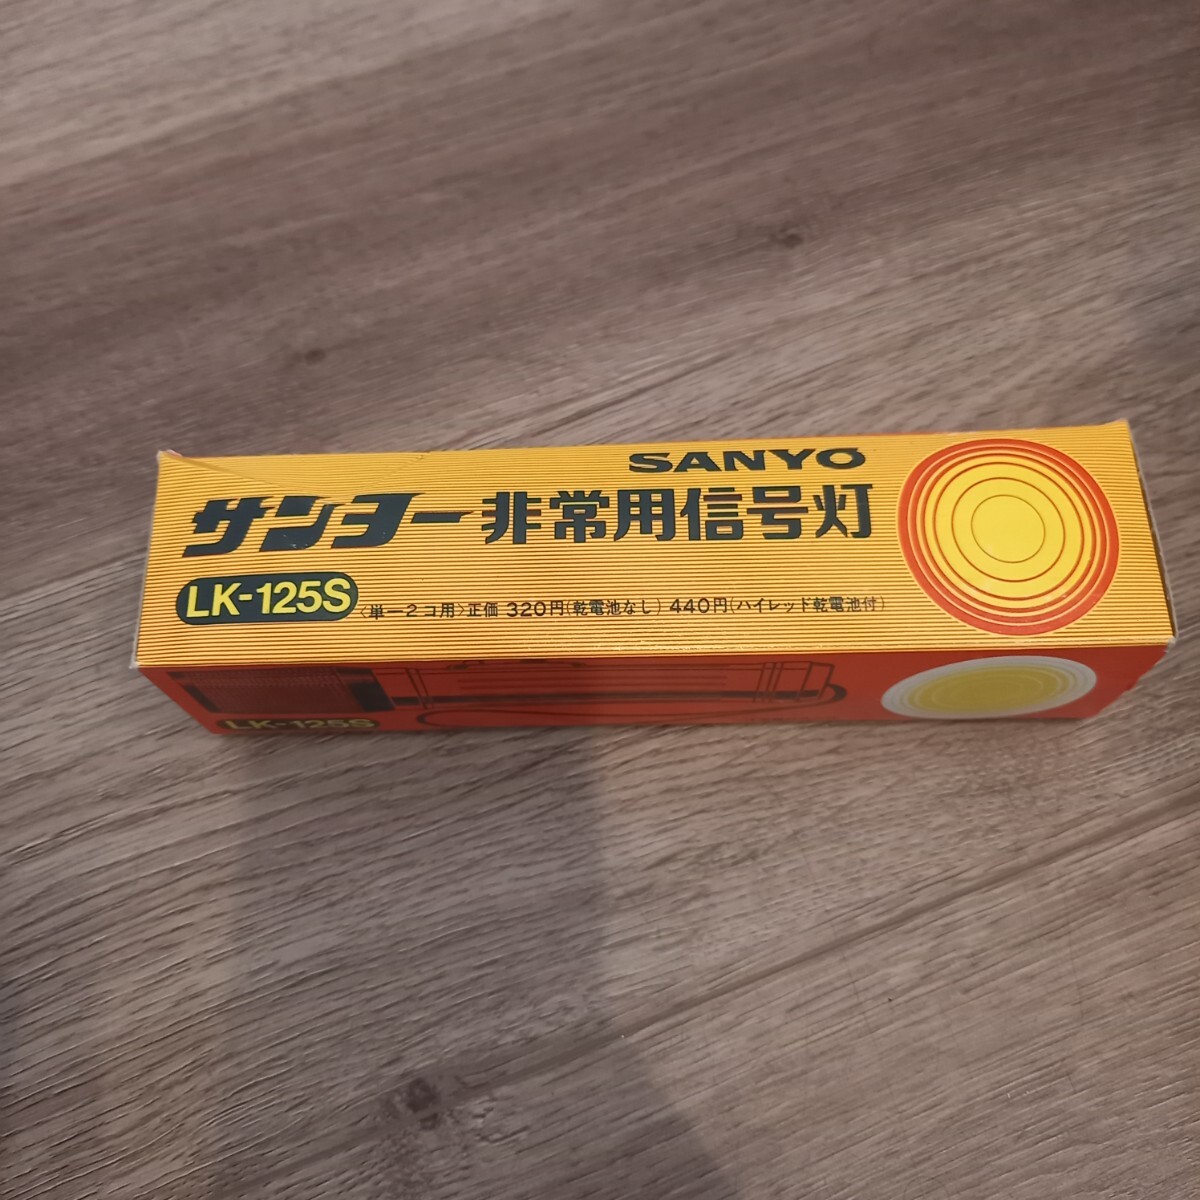 SANYO
サンヨー 非常用信号灯
LK-125S 〈単一2コ用〉正価 320円(乾電池なし) 440円(ハイレッド乾電池付)
LK-125S